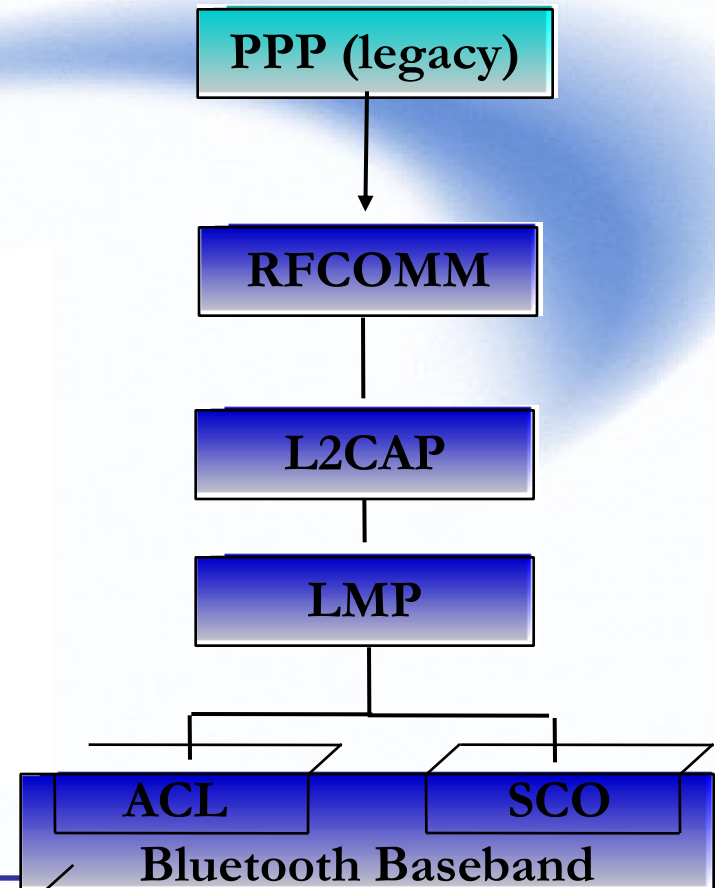 PPP (legacy)
RFCOMM
L2CAP
LMP
ACL SCO
Bluetooth Baseband